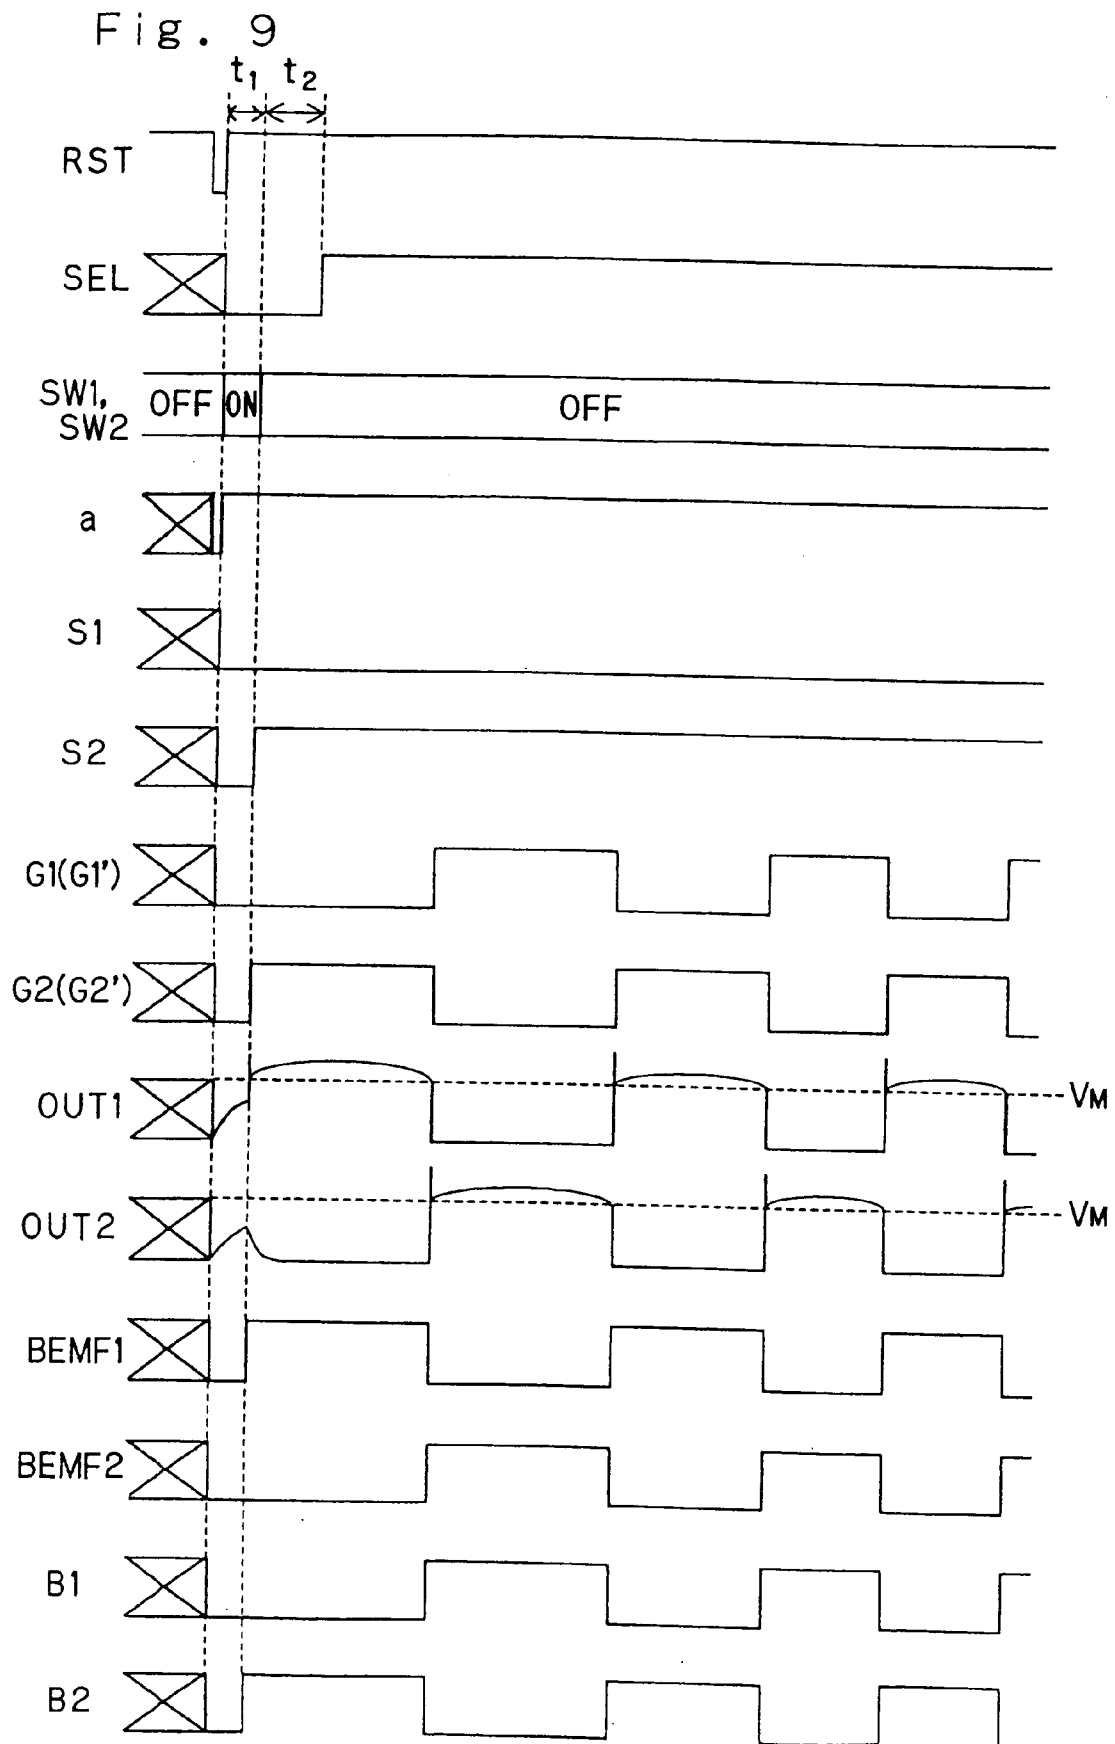 Fig. 9
t1 t2
RST
SEL
SW1,
SW2
OFF ON OFF
a
S1
S2
G1(G1')
G2(G2')
OUT1
VM
OUT2
VM
BEMF1
BEMF2
B1
B2